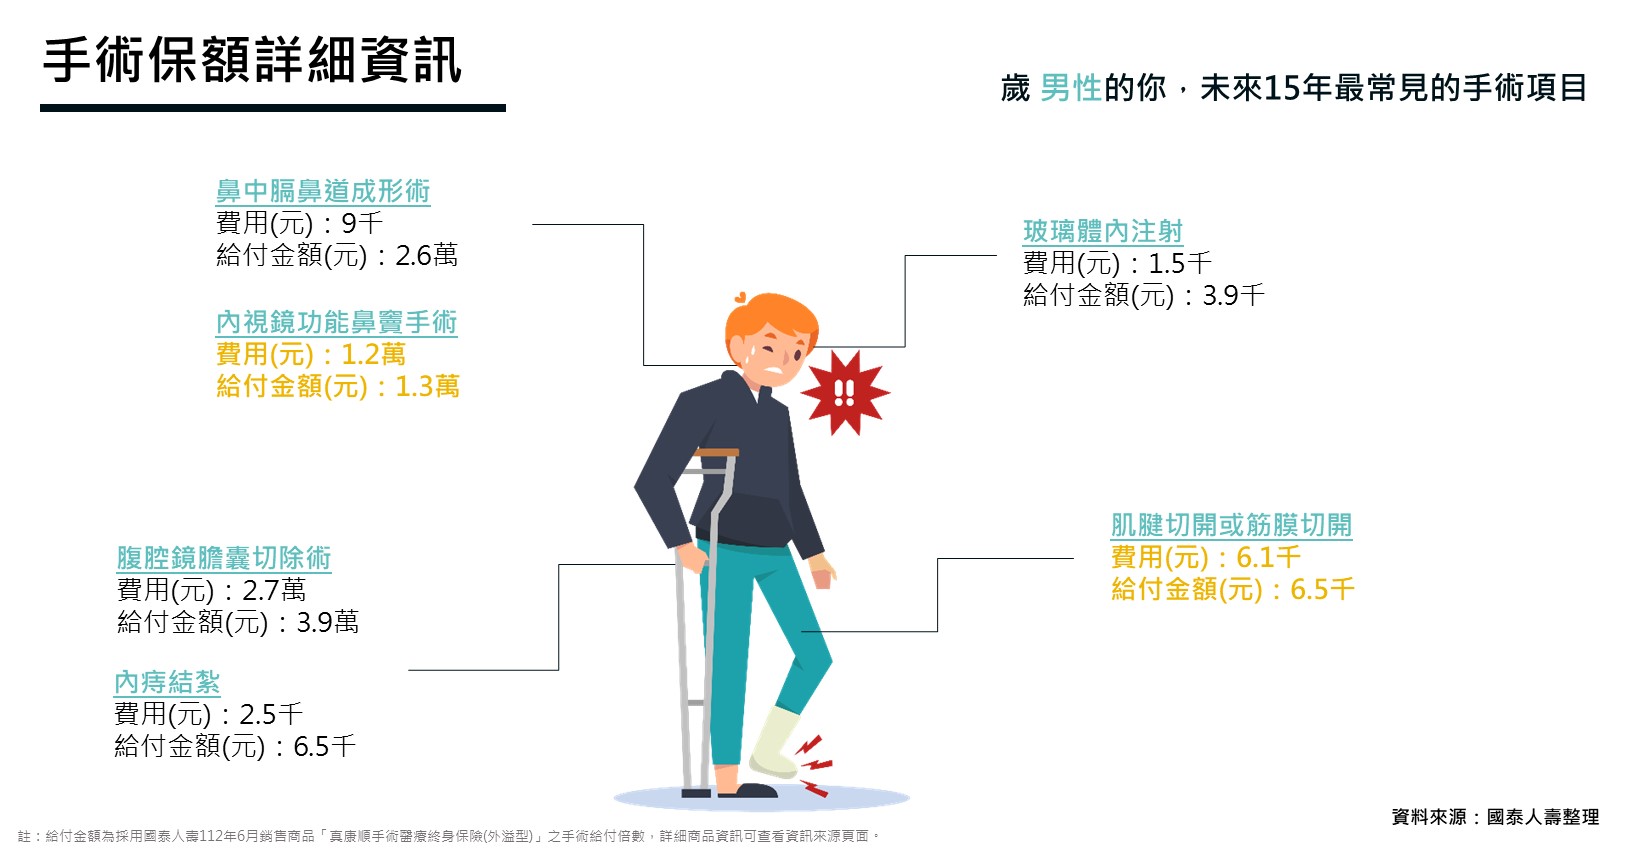 手術保額詳細資訊
歲 男性的你，未來15年最常見的手術項目
鼻中膈鼻道成形術
費用(元)：9千
給付金額(元)：2.6萬
內視鏡功能鼻竇手術
費用(元)：1.2萬
給付金額(元)：1.3萬
玻璃體內注射
費用(元)：1.5千
給付金額(元)：3.9千
腹腔鏡膽囊切除術
費用(元)：2.7萬
給付金額(元)：3.9萬
內痔結紮
費用(元)：2.5千
給付金額(元)：6.5千
肌腱切開或筋膜切開
費用(元)：6.1千
給付金額(元)：6.5千
!!
資料來源：國泰人壽整理
註：給付金額為採用國泰人壽112年6月銷售商品「真康順手術醫療終身保險(外溢型)」之手術給付倍數，詳細商品資訊可查看資訊來源頁面。